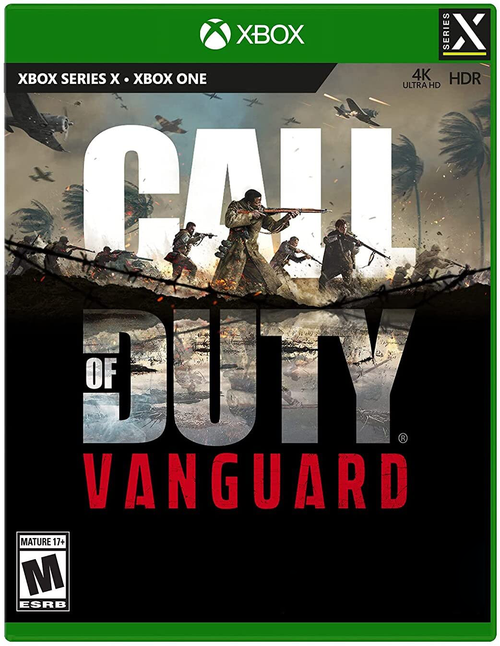 XBOX
SERIES
X
XBOX SERIES X • XBOX ONE
4K
ULTRA HD
HDR
CALL
OF
DUTY®
VANGUARD
MATURE 17+
M
ESRB